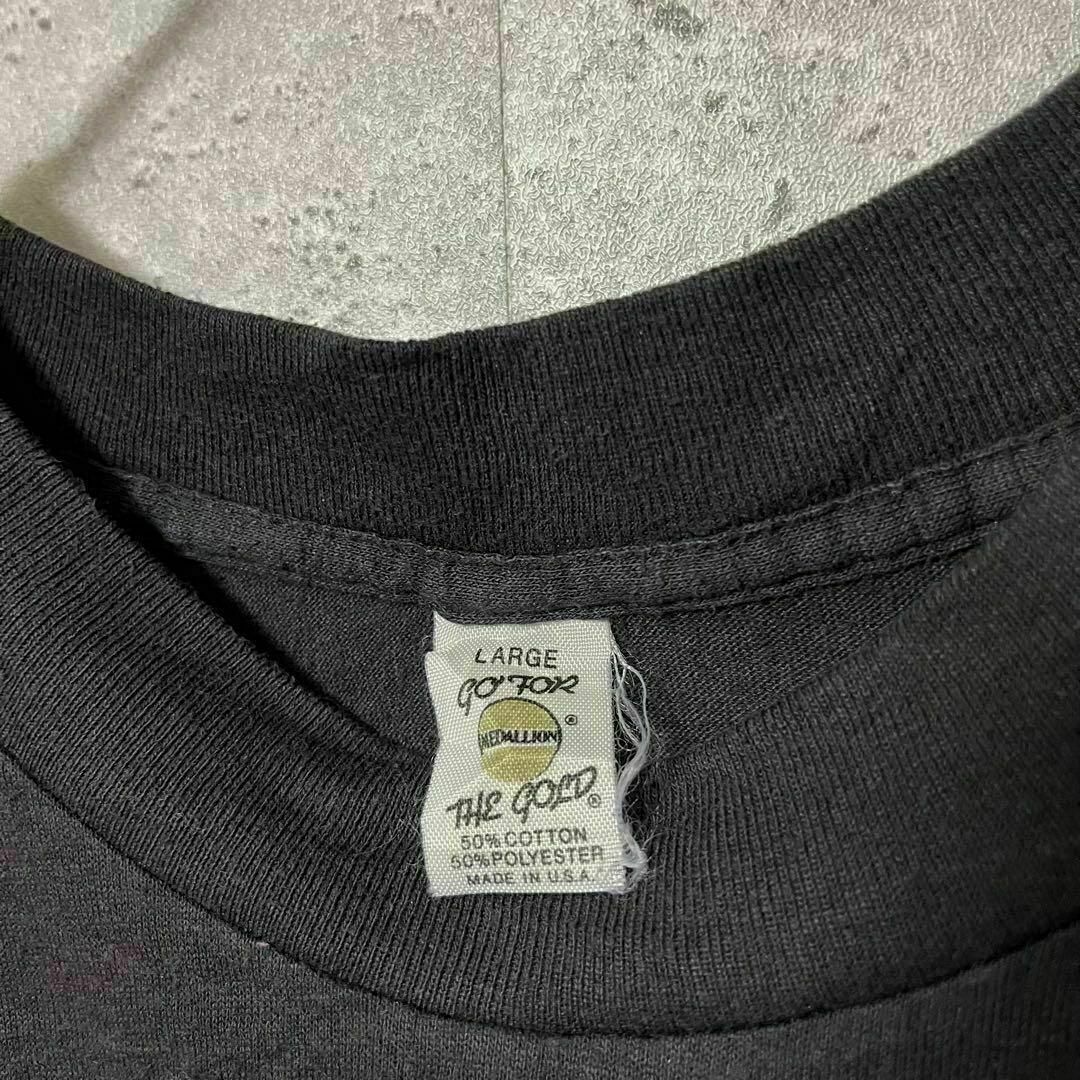 LARGE
GO FOR
MEDALLION®
THE GOLD®
50% COTTON
50% POLYESTER
MADE IN U.S.A.